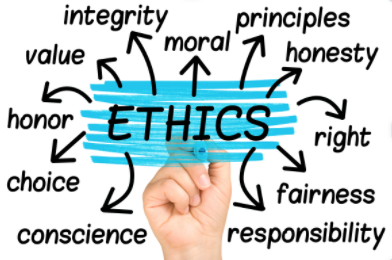 integrity
principles
moral
value
honesty
honor
ETHICS
right
choice
fairness
conscience
responsibility